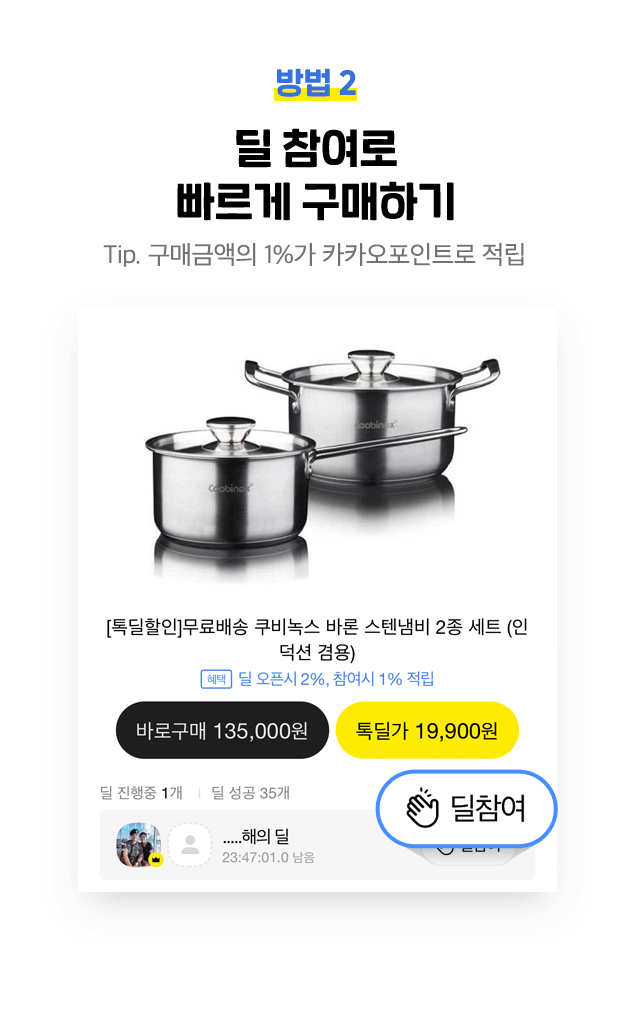 방법 2
딜 참여로
빠르게 구매하기
Tip. 구매금액의 1%가 카카오포인트로 적립
Coobinox
Coobinox
[톡딜할인]무료배송 쿠비녹스 바론 스텐냄비 2종 세트 (인
덕션 겸용)
혜택 딜 오픈시 2%, 참여시 1% 적립
바로구매 135,000원 톡딜가 19,900원
딜 진행중 1개 딜 성공 35개
딜참여
.....해의 딜
23:47:01.0 남음